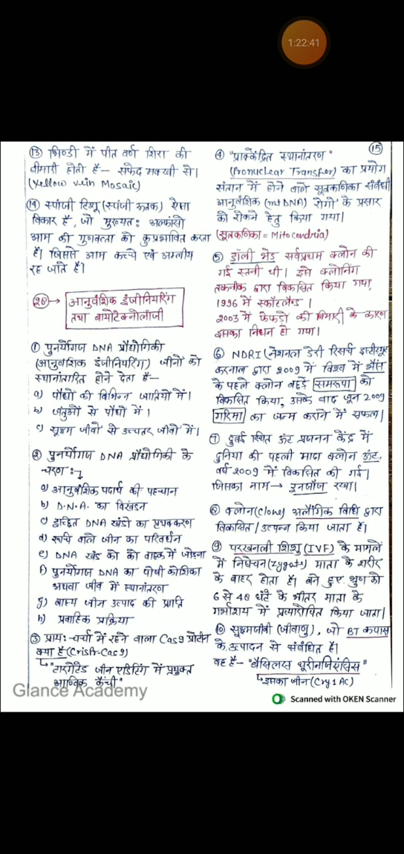 1:22:41
⑬ भिण्डी में पीत वर्ण शिरा की
बीमारी होती है - सफेद मक्खी से।
(Yellow vein Mosaic)
⑭ स्पांजी टिशु (स्पांजी ऊतक) ऐसा
विकार है, जो मुख्यतः अल्फांसो
आम की गुणवत्ता को कुप्रभावित करता
है। जिससे आम कच्चे एवं अम्लीय
रह जाते हैं।
(20) → आनुवंशिक इंजीनियरिंग
तथा बायोटेक्नोलॉजी
① पुनर्योगज DNA प्रौद्योगिकी
(आनुवंशिक इंजीनियरिंग) जीनों को
स्थानांतरित होने देता है -
a) पौधों की विभिन्न जातियों में।
b) जंतुओं से पौधों में।
c) सूक्ष्म जीवों से उच्चतर जीवों में।
② पुनर्योगज DNA प्रौद्योगिकी के
चरण:
a) आनुवंशिक पदार्थ की पहचान
b) D.N.A. का विखंडन
c) इच्छित DNA खंडों का पृथक्करण
d) रूचि वाले जीन का परिवर्धन
e) DNA खंड को को वाहक में जोड़ना
f) पुनर्योगज DNA का पोषी कोशिका
अथवा जीव में स्थानांतरण
g) बाह्य जीन उत्पाद की प्राप्ति
h) प्रवाहिक प्रक्रिया
③ प्रायः चर्चा में रहने वाला Cas9 प्रोटीन
क्या है (CrisPr-Cas9)
"टारगेटिड जीन एडिटिंग में प्रयुक्त
आण्विक कैंची"
Glance Academy
⑮
④ "प्राक्केंद्रित स्थानांतरण"
(Pronuclear Transfer) का प्रयोग
संतान में होने वाले सूत्रकणिका संबंधी
आनुवंशिक (mtDNA) रोगों के प्रसार
को रोकने हेतु किया गया।
(सूत्रकणिका = Mitocondria)
⑤ डॉली भेड़ सर्वप्रथम क्लोन की
गई स्तनी थी। इसे क्लोनिंग
तकनीक द्वारा विकसित किया गया,
1996 में स्कॉटलैण्ड।
2003 में फेफड़ों की बिमारी के कारण
इसका निधन हो गया।
⑥ NDRI (नेशनल डेरी रिसर्च इंस्टीट्यूट
करनाल द्वारा 2009 में विश्व में भैंस
के पहले क्लोन बछड़े समरूपा को
विकसित किया, उसके बाद जून 2009
गरिमा का जन्म कराने में सफल।
⑦ दुबई स्थित ऊंट प्रजनन केंद्र में
दुनिया की पहली मादा क्लोन ऊंट,
वर्ष 2009 में विकसित की गई।
जिसका नाम → इनजॉज रखा।
⑧ क्लोन (Clone) अलैंगिक विधि द्वारा
विकसित/उत्पन्न किया जाता है।
⑨ परखनली शिशु (IVF) के मामले
में निषेचन (Zygote) माता के शरीर
के बाहर होता है। बने हुए भ्रूण को
6 से 48 घंटे के भीतर माता के
गर्भाशय में प्रत्यारोपित किया जाता।
⑩ सूक्ष्मजीवी (जीवाणु), जो BT कपास
के उत्पादन से संबंधित है।
वह है - "बैसिलस थूरीनजिएंसिस"
इसका जीन (Cry 1 AC)
Scanned with OKEN Scanner